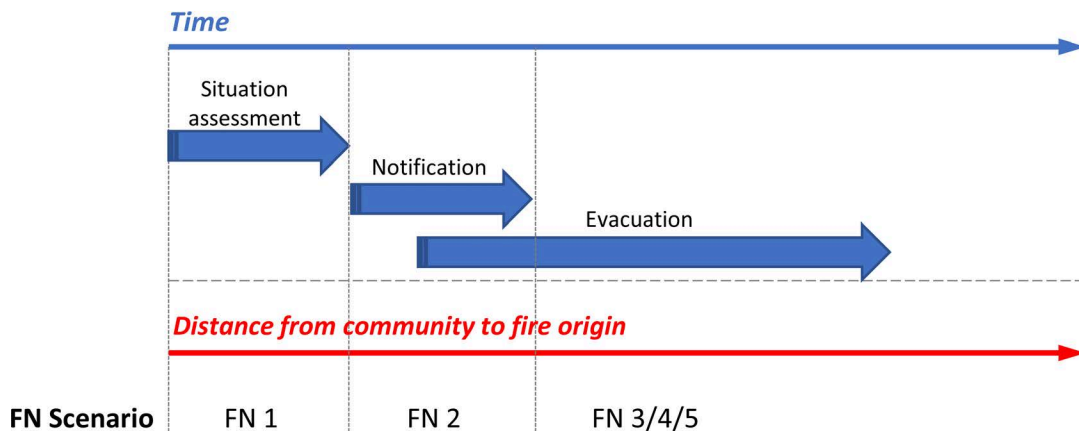 Time
Situation
assessment
Notification
Evacuation
Distance from community to fire origin
FN Scenario FN 1 FN 2 FN 3/4/5